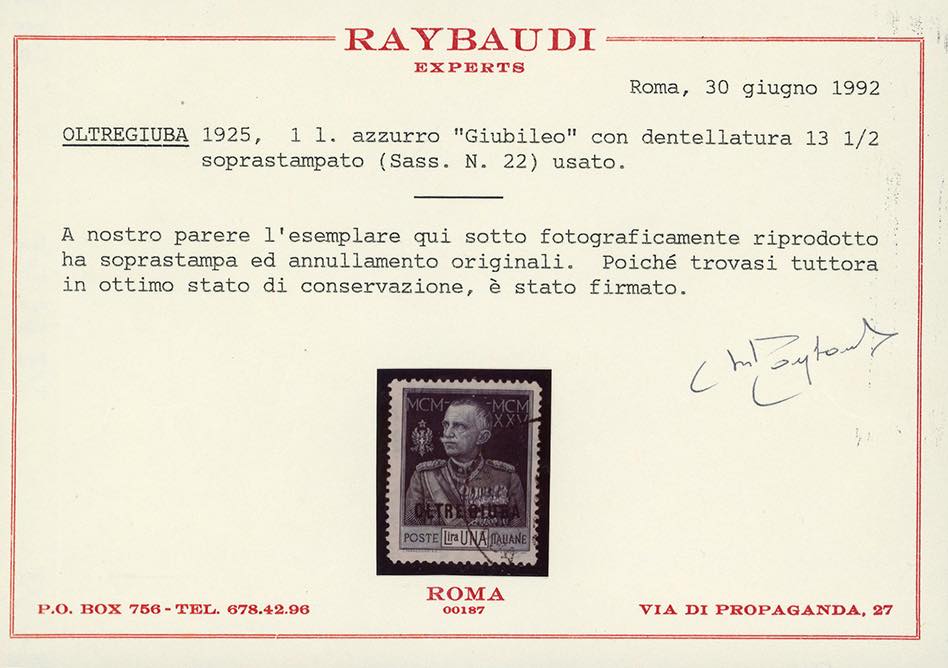 RAYBAUDI
EXPERTS
Roma, 30 giugno 1992
OLTREGIUBA 1925, 1 l. azzurro "Giubileo" con dentellatura 13 1/2
soprastampato (Sass. N. 22) usato.
A nostro parere l'esemplare qui sotto fotograficamente riprodotto
ha soprastampa ed annullamento originali. Poiché trovasi tuttora
in ottimo stato di conservazione, è stato firmato.
MCM MCM
XXV
OLTRE GIUBA
POSTE Lira UNA ITALIANE
ROMA
00187
P.O. BOX 756 - TEL. 678.42.96
VIA DI PROPAGANDA, 27